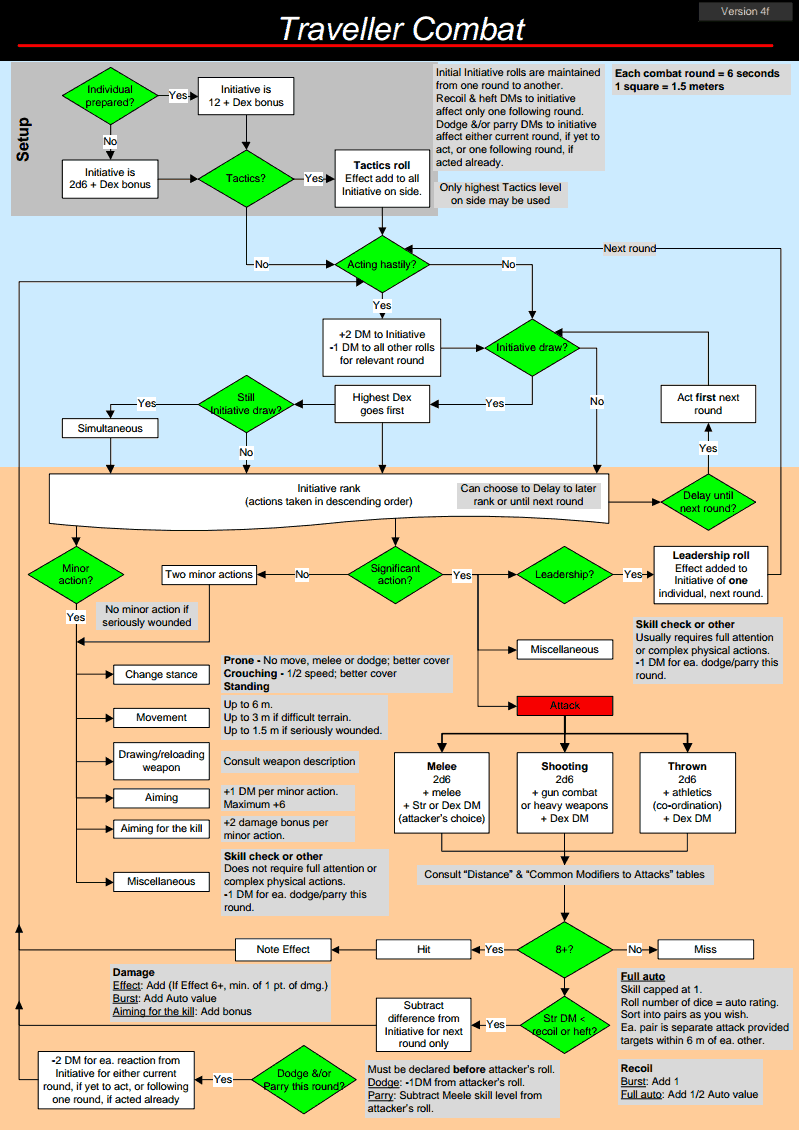 Version 4f
Traveller Combat
Setup
Individual
prepared?
Yes
Initiative is
12 + Dex bonus
No
Initiative is
2d6 + Dex bonus
Tactics?
Yes
Tactics roll
Effect add to all
Initiative on side.
Initial Initiative rolls are maintained
from one round to another.
Recoil & heft DMs to initiative
affect only one following round.
Dodge &/or parry DMs to initiative
affect either current round, if yet to
act, or one following round, if
acted already.
Each combat round = 6 seconds
1 square = 1.5 meters
Only highest Tactics level
on side may be used
No
Acting hastily?
No
Next round
Yes
+2 DM to Initiative
-1 DM to all other rolls
for relevant round
Initiative draw?
Yes
No
Highest Dex
goes first
Still
Initiative draw?
Yes
Simultaneous
No
Act first next
round
Yes
Initiative rank
(actions taken in descending order)
Can choose to Delay to later
rank or until next round
Delay until
next round?
Minor
action?
Two minor actions
No
Significant
action?
Yes
Leadership?
Yes
Leadership roll
Effect added to
Initiative of one
individual, next round.
Yes
No minor action if
seriously wounded
Miscellaneous
Skill check or other
Usually requires full attention
or complex physical actions.
-1 DM for ea. dodge/parry this
round.
Change stance
Prone - No move, melee or dodge; better cover
Crouching - 1/2 speed; better cover
Standing
Movement
Up to 6 m.
Up to 3 m if difficult terrain.
Up to 1.5 m if seriously wounded.
Drawing/reloading
weapon
Consult weapon description
Aiming
+1 DM per minor action.
Maximum +6
Aiming for the kill
+2 damage bonus per
minor action.
Miscellaneous
Skill check or other
Does not require full attention or
complex physical actions.
-1 DM for ea. dodge/parry this
round.
Attack
Melee
2d6
+ melee
+ Str or Dex DM
(attacker's choice)
Shooting
2d6
+ gun combat
or heavy weapons
+ Dex DM
Thrown
2d6
+ athletics
(co-ordination)
+ Dex DM
Consult "Distance" & "Common Modifiers to Attacks" tables
8+?
No
Miss
Yes
Hit
Note Effect
Damage
Effect: Add (If Effect 6+, min. of 1 pt. of dmg.)
Burst: Add Auto value
Aiming for the kill: Add bonus
Str DM <
recoil or heft?
Yes
Subtract
difference from
Initiative for next
round only
Full auto
Skill capped at 1.
Roll number of dice = auto rating.
Sort into pairs as you wish.
Ea. pair is separate attack provided
targets within 6 m of ea. other.
Recoil
Burst: Add 1
Full auto: Add 1/2 Auto value
Dodge &/or
Parry this round?
Yes
-2 DM for ea. reaction from
Initiative for either current
round, if yet to act, or following
one round, if acted already
Must be declared before attacker's roll.
Dodge: -1DM from attacker's roll.
Parry: Subtract Meele skill level from
attacker's roll.